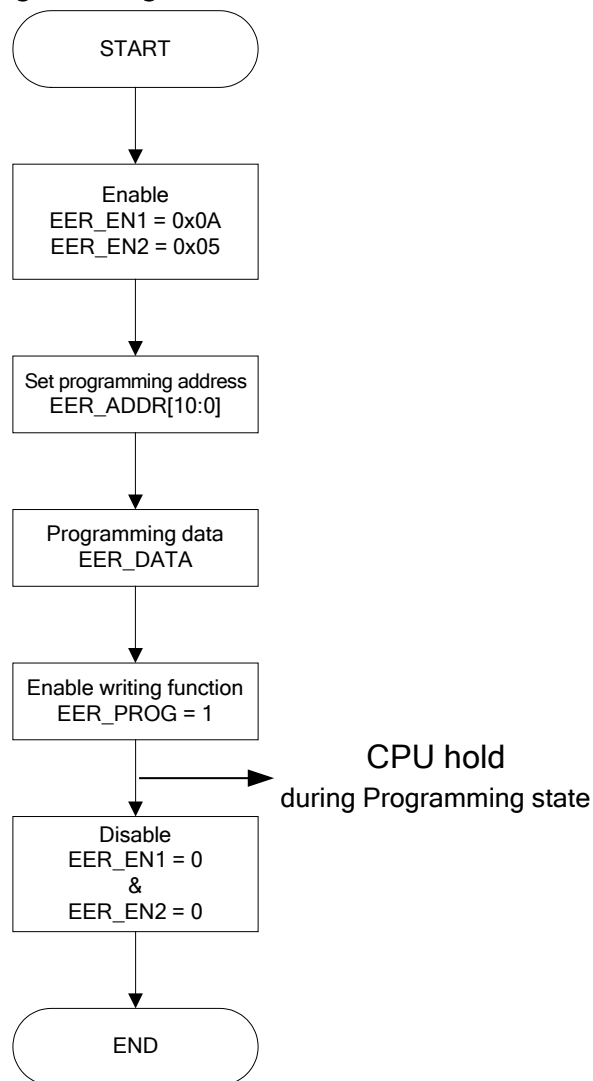 START
Enable
EER_EN1 = 0x0A
EER_EN2 = 0x05
Set programming address
EER_ADDR[10:0]
Programming data
EER_DATA
Enable writing function
EER_PROG = 1
CPU hold
during Programming state
Disable
EER_EN1 = 0
&
EER_EN2 = 0
END